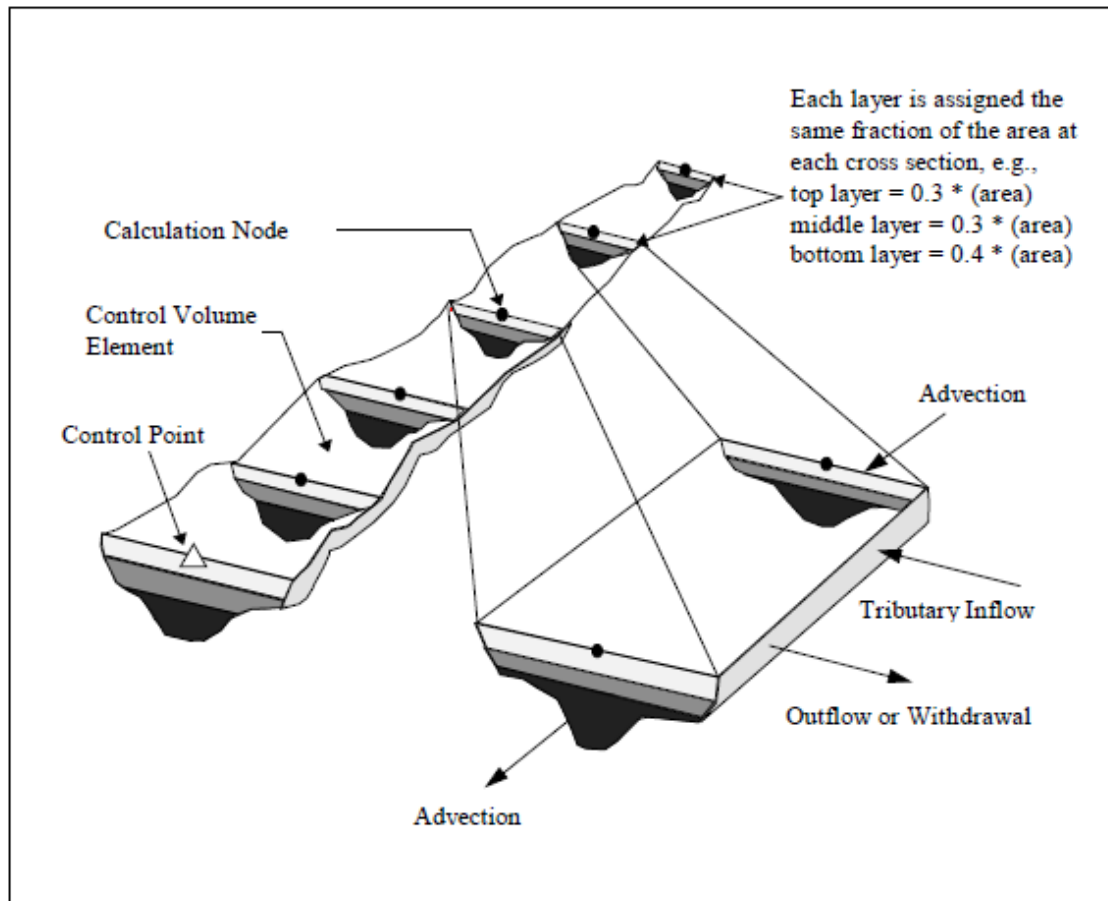 Each layer is assigned the
same fraction of the area at
each cross section, e.g.,
top layer = 0.3 * (area)
middle layer = 0.3 * (area)
bottom layer = 0.4 * (area)
Calculation Node
Control Volume
Element
Control Point
Advection
Tributary Inflow
Outflow or Withdrawal
Advection